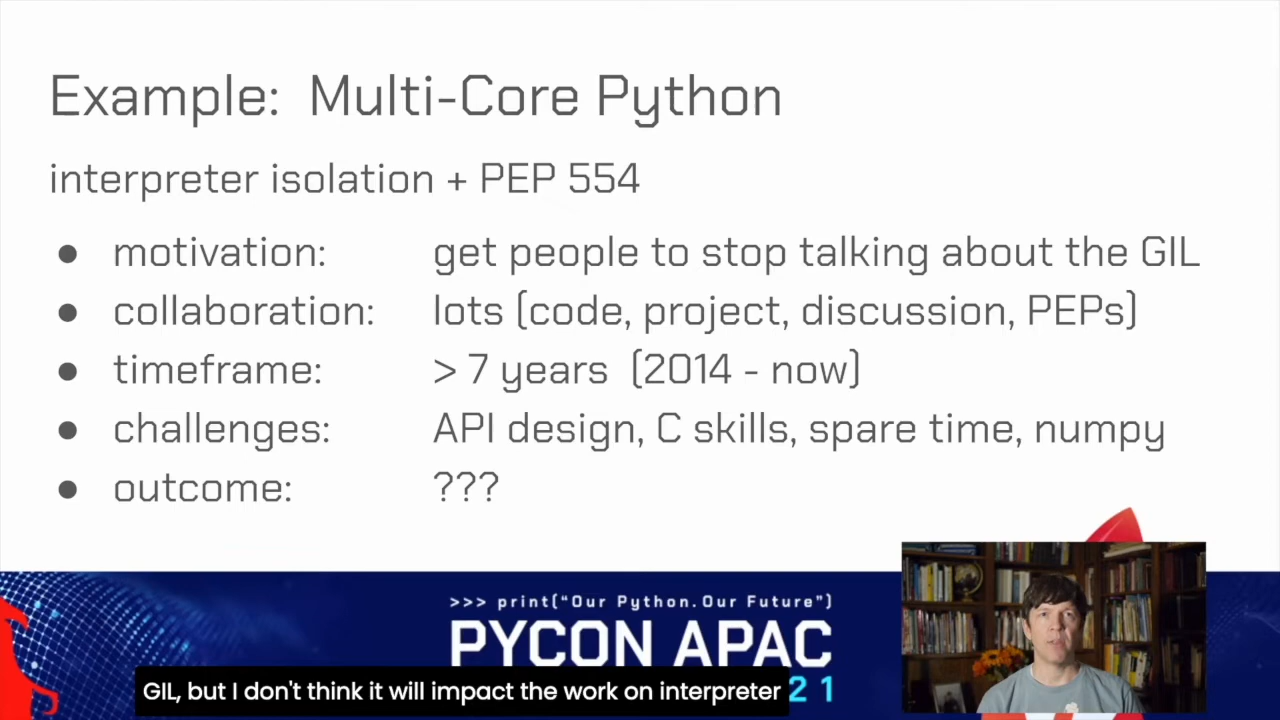 Example: Multi-Core Python
interpreter isolation + PEP 554
● motivation: get people to stop talking about the GIL
● collaboration: lots (code, project, discussion, PEPs)
● timeframe: > 7 years (2014 - now)
● challenges: API design, C skills, spare time, numpy
● outcome: ???
>>> print(“Our Python.Our Future”)
PYCON APAC
21
GIL, but I don't think it will impact the work on interpreter